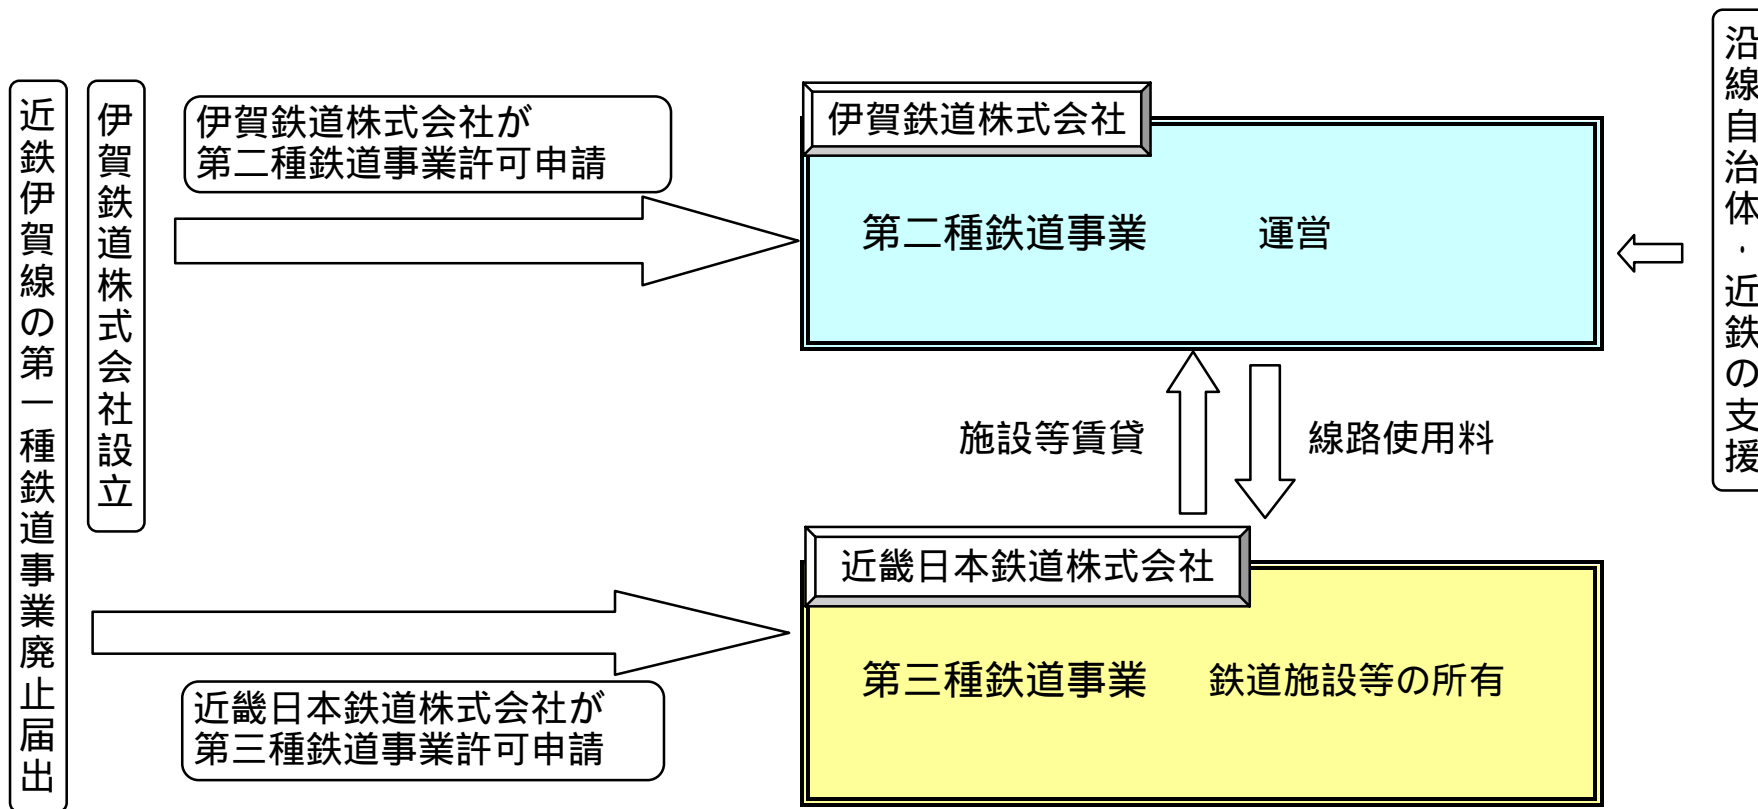 近鉄伊賀線の第一種鉄道事業廃止届出
伊賀鉄道株式会社設立
伊賀鉄道株式会社が
第二種鉄道事業許可申請
伊賀鉄道株式会社
第二種鉄道事業 運営
沿線自治体・近鉄の支援
施設等賃貸
線路使用料
近畿日本鉄道株式会社
第三種鉄道事業 鉄道施設等の所有
近畿日本鉄道株式会社が
第三種鉄道事業許可申請